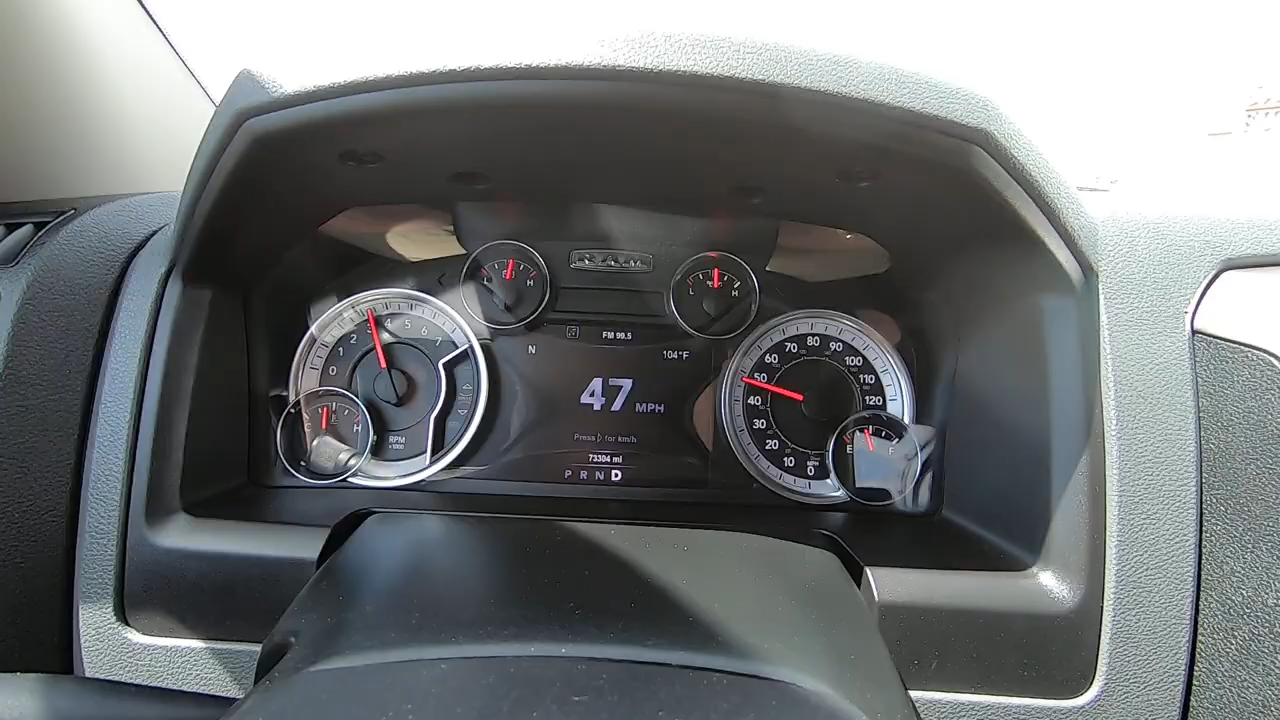 RAM
H
L
H
FM 99.5
N
104°F
47 MPH
Press ▷ for km/h
73304 mi
P R N D
0
1
2
3
4
5
6
7
RPM
x1000
H
0
10
20
30
40
50
60
70
80
90
100
110
120
MPH
E
F